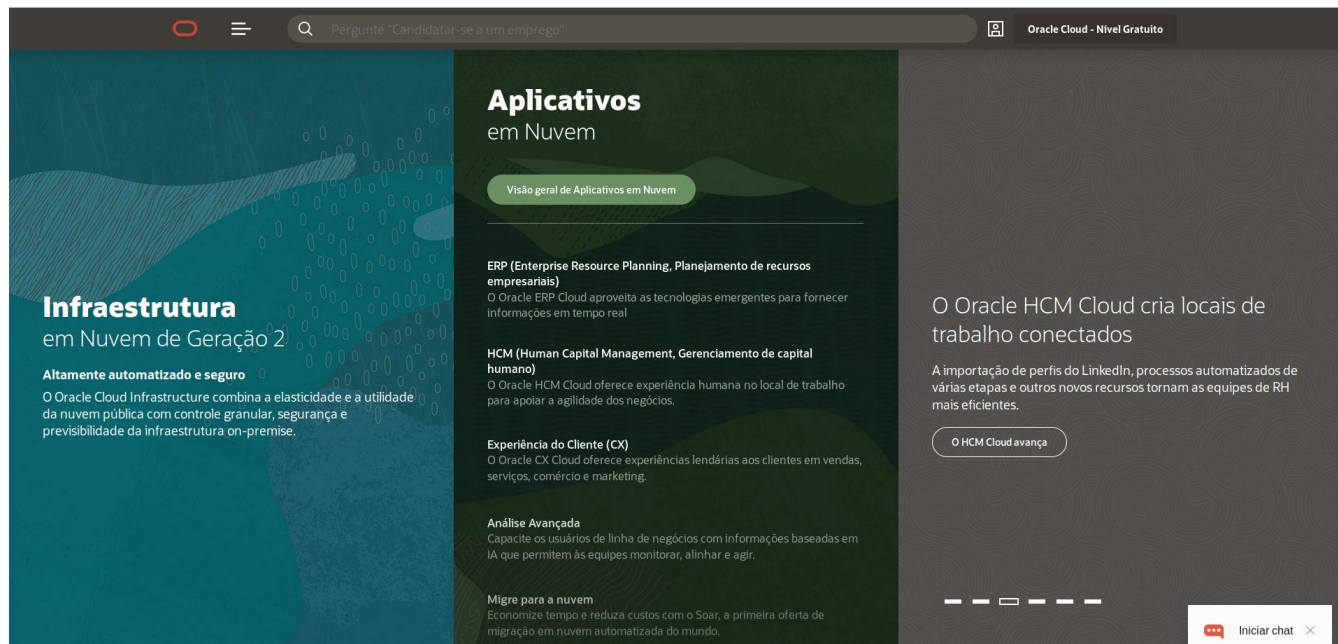 Pergunte "Candidatar-se a um emprego"
Oracle Cloud - Nível Gratuito
Infraestrutura
em Nuvem de Geração 2
Altamente automatizado e seguro
O Oracle Cloud Infrastructure combina a elasticidade e a utilidade
da nuvem pública com controle granular, segurança e
previsibilidade da infraestrutura on-premise.
Aplicativos
em Nuvem
Visão geral de Aplicativos em Nuvem
ERP (Enterprise Resource Planning, Planejamento de recursos
empresariais)
O Oracle ERP Cloud aproveita as tecnologias emergentes para fornecer
informações em tempo real
HCM (Human Capital Management, Gerenciamento de capital
humano)
O Oracle HCM Cloud oferece experiência humana no local de trabalho
para apoiar a agilidade dos negócios.
Experiência do Cliente (CX)
O Oracle CX Cloud oferece experiências lendárias aos clientes em vendas,
serviços, comércio e marketing.
Análise Avançada
Capacite os usuários de linha de negócios com informações baseadas em
IA que permitem às equipes monitorar, alinhar e agir.
Migre para a nuvem
Economize tempo e reduza custos com o Soar, a primeira oferta de
migração em nuvem automatizada do mundo.
O Oracle HCM Cloud cria locais de
trabalho conectados
A importação de perfis do LinkedIn, processos automatizados de
várias etapas e outros novos recursos tornam as equipes de RH
mais eficientes.
O HCM Cloud avança
Iniciar chat